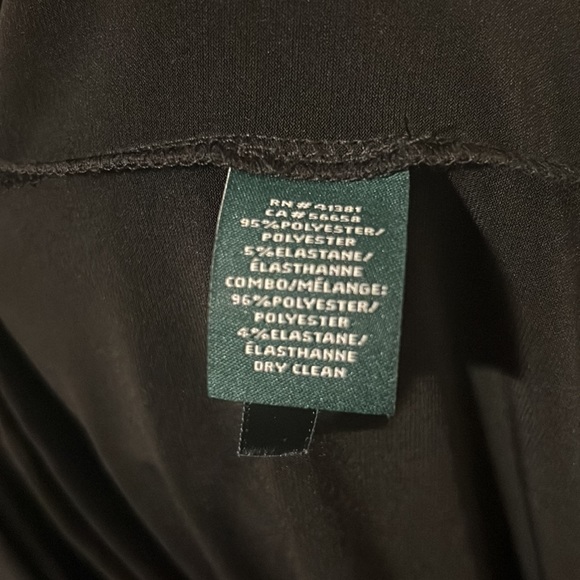 RN # 41381
CA # 56658
95%POLYESTER/
POLYESTER
5%ELASTANE/
ÉLASTHANNE
COMBO/MÉLANGE:
96%POLYESTER/
POLYESTER
4%ELASTANE/
ÉLASTHANNE
DRY CLEAN